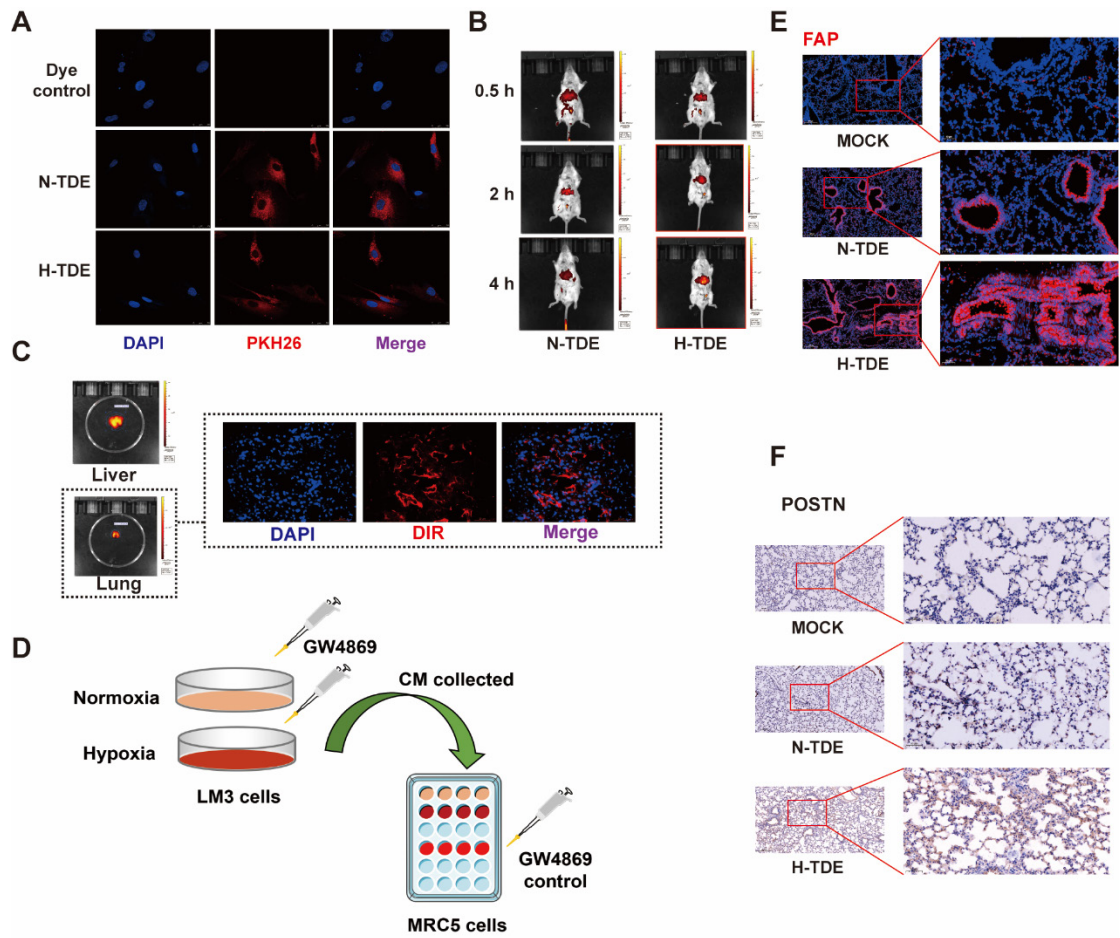 A
Dye
control
N-TDE
H-TDE
DAPI
PKH26
Merge
B
0.5 h
2 h
4 h
N-TDE
H-TDE
C
Liver
Lung
DAPI
DIR
Merge
D
GW4869
Normoxia
Hypoxia
LM3 cells
CM collected
GW4869
control
MRC5 cells
E
FAP
MOCK
N-TDE
H-TDE
F
POSTN
MOCK
N-TDE
H-TDE